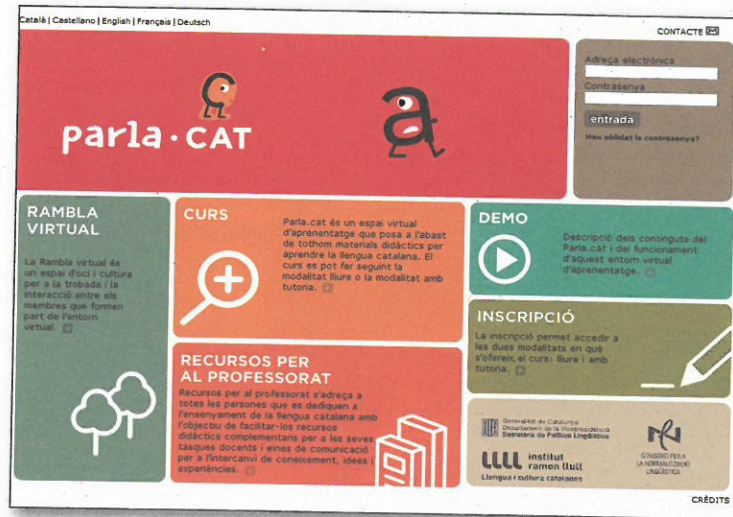 Català | Castellano | English | Français | Deutsch
CONTACTE
parla·CAT
a
Adreça electrònica
Contrasenya
entrada
Heu oblidat la contrasenya?
RAMBLA
VIRTUAL
La Rambla virtual és
un espai d'oci i cultura
per a la trobada i la
interacció entre els
membres que formen
part de l'entorn
virtual.
CURS
Parla.cat és un espai virtual
d'aprenentatge que posa a l'abast
de tothom materials didàctics per
aprendre la llengua catalana. El
curs es pot fer seguint la
modalitat lliure o la modalitat amb
tutoria.
DEMO
Descripció dels continguts del
Parla.cat i del funcionament
d'aquest entorn virtual
d'aprenentatge.
INSCRIPCIÓ
La inscripció permet accedir a
les dues modalitats en què
s'ofereix el curs: lliure i amb
tutoria.
RECURSOS PER
AL PROFESSORAT
Recursos per al professorat s'adreça a
totes les persones que es dediquen a
l'ensenyament de la llengua catalana amb
l'objectiu de facilitar-los recursos
didàctics complementaris per a les seves
tasques docents i eines de comunicació
per a l'intercanvi de coneixement, idees i
experiències.
Generalitat de Catalunya
Departament de la Vicepresidència
Secretaria de Política Lingüística
LLLL institut
ramon llull
Llengua i cultura catalanes
CONSORCI PER A
LA NORMALITZACIÓ
LINGÜÍSTICA
CRÈDITS